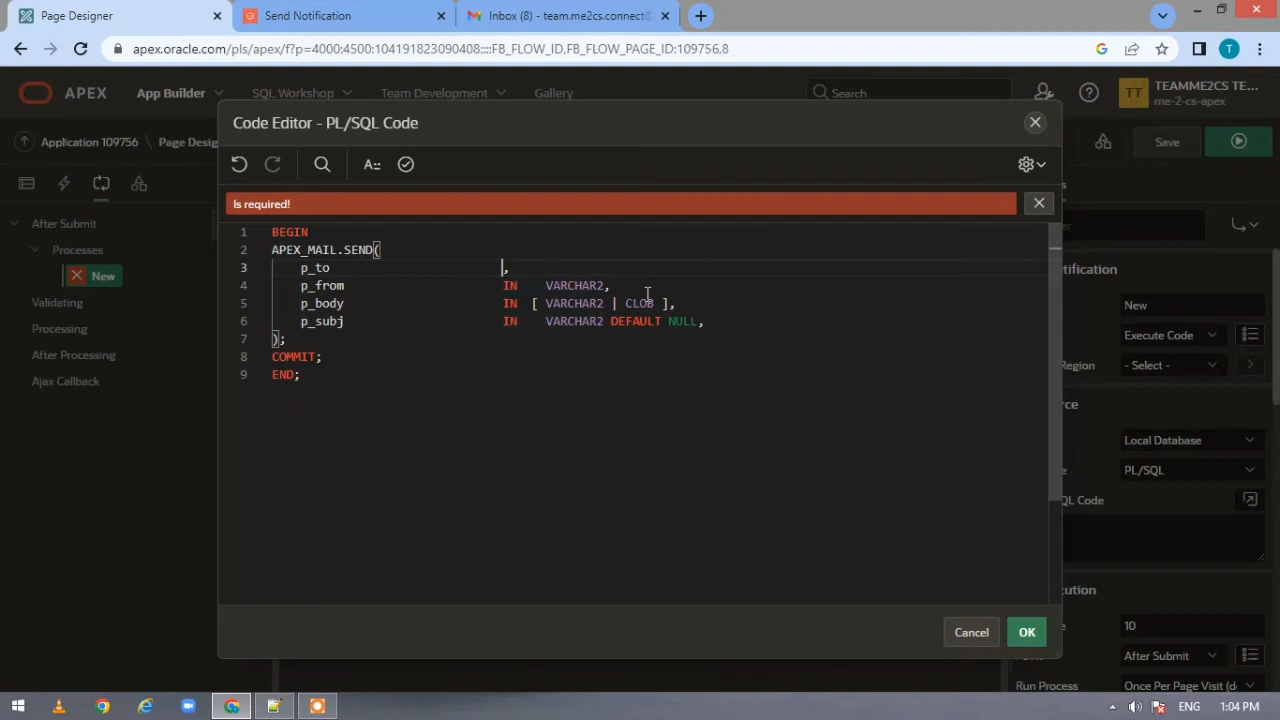 Page Designer
Send Notification
Inbox (8) - team.me2cs.connect@
apex.oracle.com/pls/apex/f?p=4000:4500:104191823090408::::FB_FLOW_ID,FB_FLOW_PAGE_ID:109756,8
T
APEX
App Builder
SQL Workshop
Team Development
Gallery
Search
TT
TEAMME2CS TE...
me-2-cs-apex
Application 109756
\ Page Desig
Save
Code Editor - PL/SQL Code
Is required!
After Submit
Processes
New
Validating
Processing
After Processing
Ajax Callback
1 BEGIN
2 APEX_MAIL.SEND(
3 p_to ,
4 p_from IN VARCHAR2,
5 p_body IN [ VARCHAR2 | CLOB ],
6 p_subj IN VARCHAR2 DEFAULT NULL,
7 );
8 COMMIT;
9 END;
tification
New
Execute Code
Region
- Select -
rce
Local Database
PL/SQL
QL Code
ution
10
After Submit
Run Process
Once Per Page Visit (d
Cancel
OK
ENG
1:04 PM